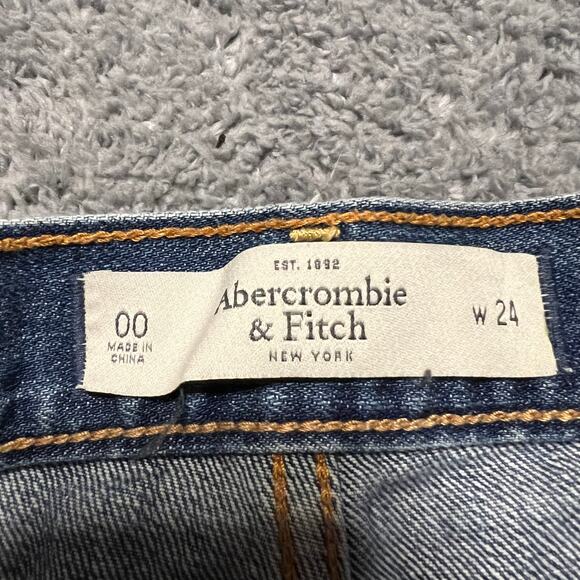 EST. 1892
Abercrombie
& Fitch
NEW YORK
00
MADE IN
CHINA
W 24